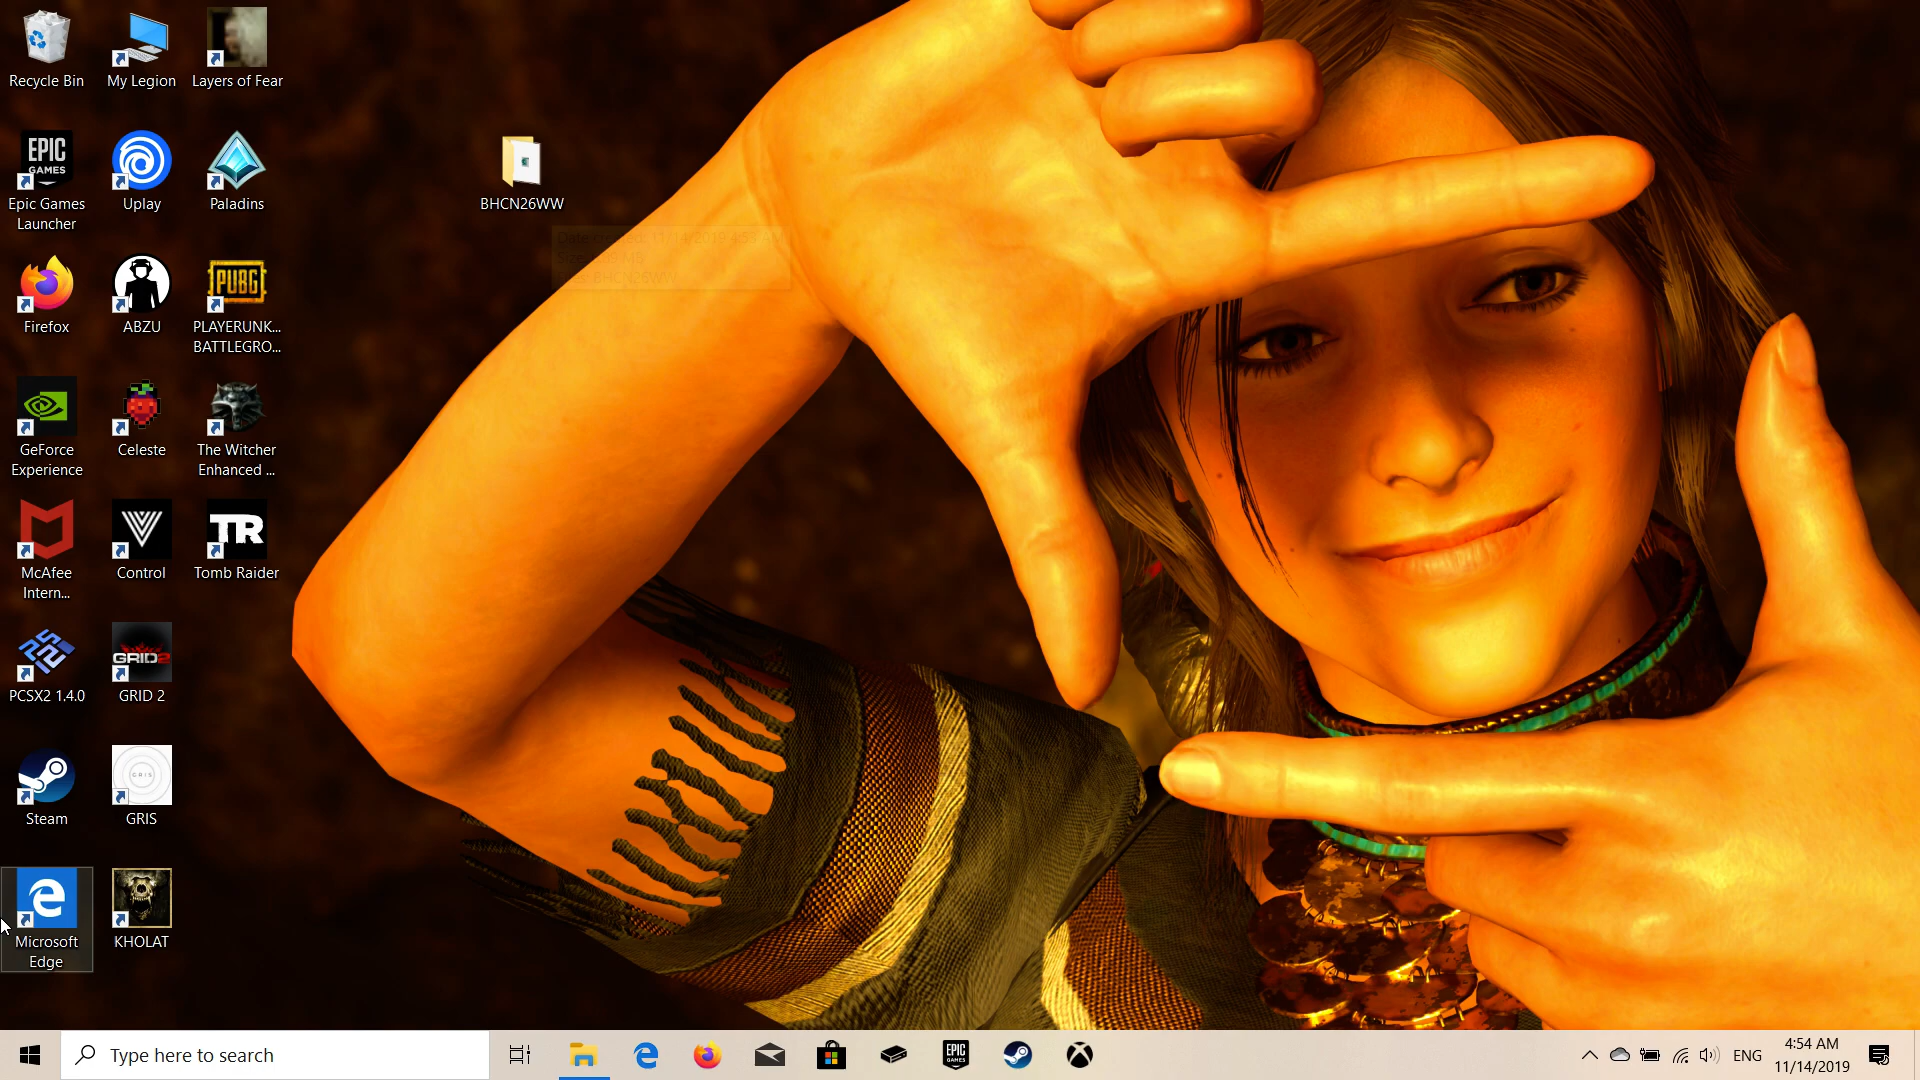 Recycle Bin
My Legion
Layers of Fear
EPIC
GAMES
Epic Games
Launcher
Uplay
Paladins
BHCN26WW
Firefox
ABZU
PUBG
PLAYERUNK...
BATTLEGRO...
GeForce
Experience
Celeste
The Witcher
Enhanced ...
McAfee
Intern...
Control
TR
Tomb Raider
PCSX2 1.4.0
GRID 2
GRID 2
Steam
GRIS
GRIS
Microsoft
Edge
KHOLAT
Type here to search
EPIC
GAMES
ENG
4:54 AM
11/14/2019